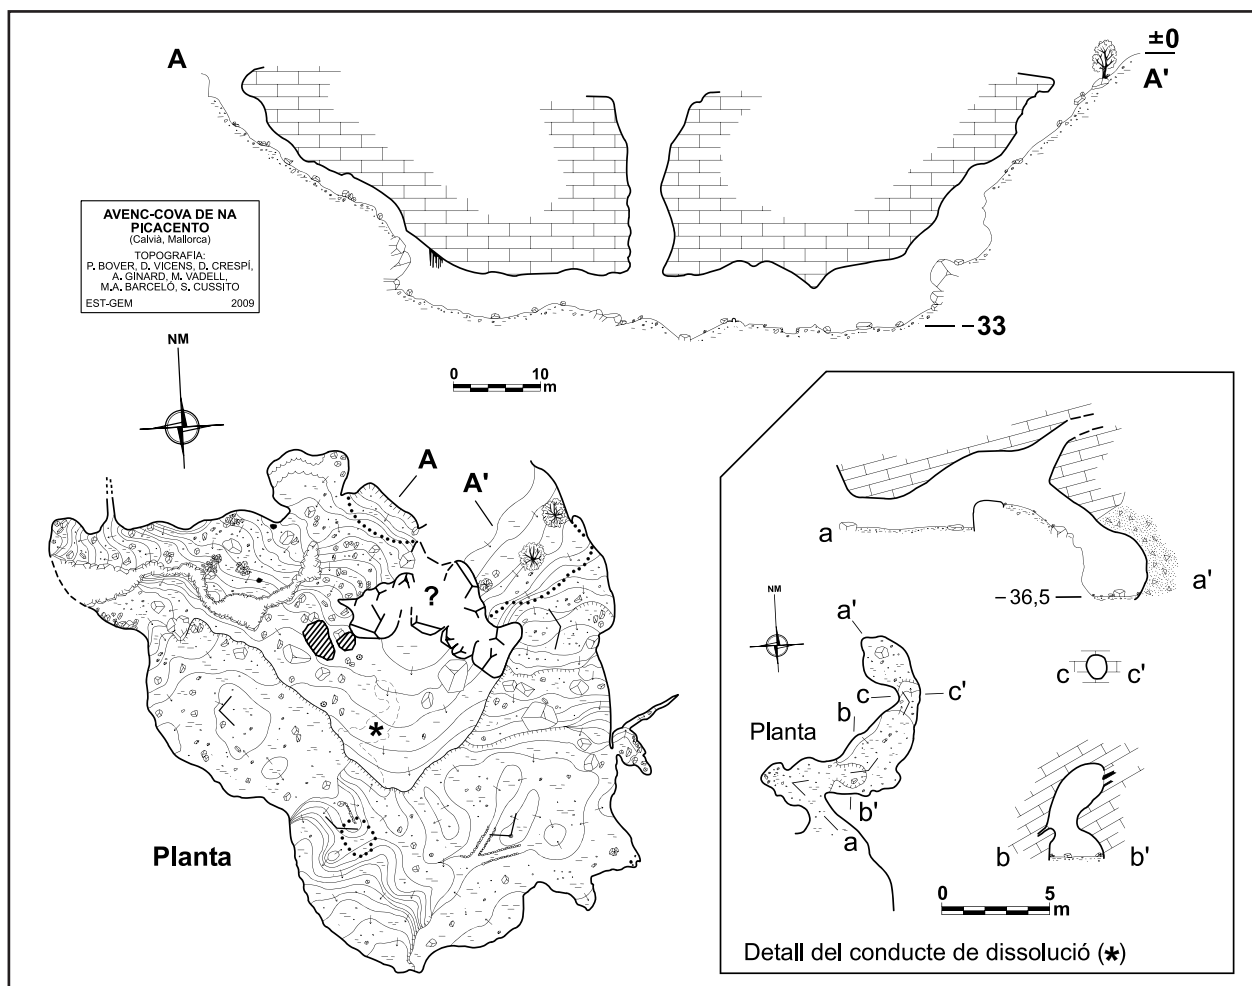 ±0
A
A'
AVENC-COVA DE NA
PICACENTO
(Calvià, Mallorca)
TOPOGRAFIA:
P. BOVER, D. VICENS, D. CRESPÍ,
A. GINARD, M. VADELL,
M.A. BARCELÓ, S. CUSSITO
EST-GEM 2009
–33
NM
0 10
m
A
A'
?
*
Planta
a
a'
–36,5
NM
a'
c c'
c c'
b
Planta
b'
a
b b'
0 5
m
Detall del conducte de dissolució (*)